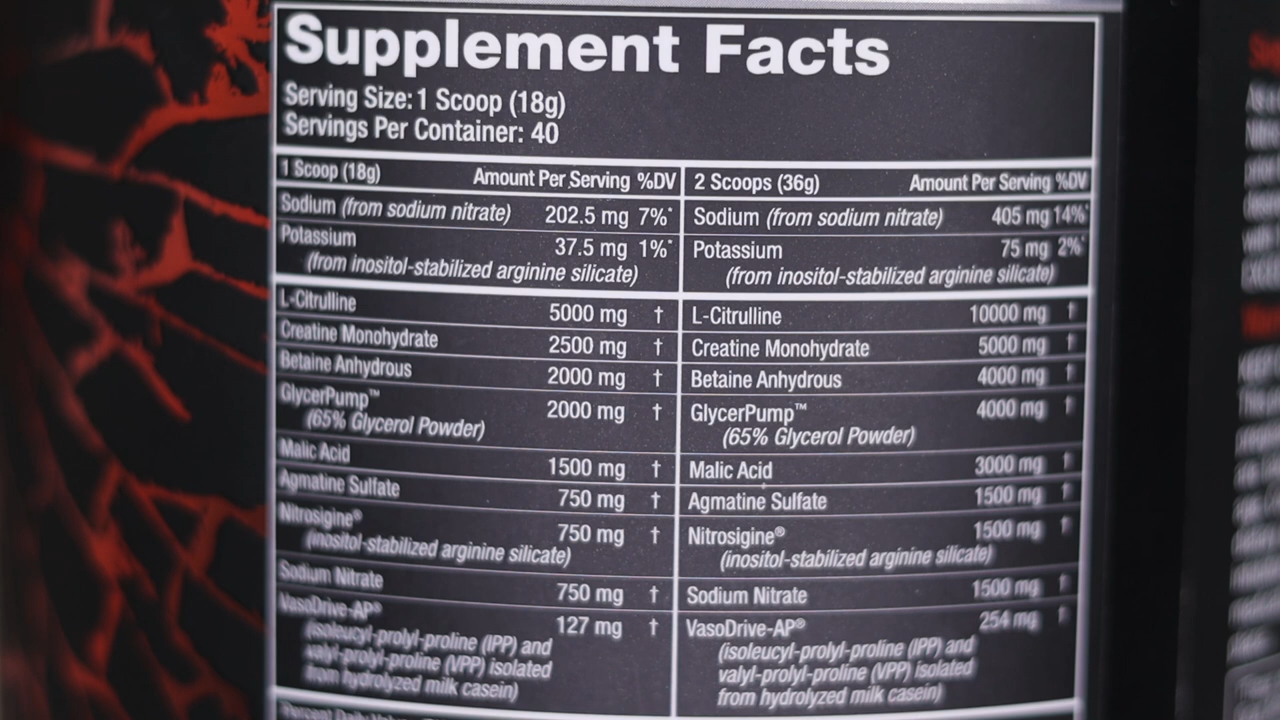 Supplement Facts
Serving Size: 1 Scoop (18g)
Servings Per Container: 40
1 Scoop (18g) Amount Per Serving %DV
Sodium (from sodium nitrate) 202.5 mg 7%*
Potassium 37.5 mg 1%*
(from inositol-stabilized arginine silicate)
L-Citrulline 5000 mg †
Creatine Monohydrate 2500 mg †
Betaine Anhydrous 2000 mg †
GlycerPump™ 2000 mg †
(65% Glycerol Powder)
Malic Acid 1500 mg †
Agmatine Sulfate 750 mg †
Nitrosigine® 750 mg †
(inositol-stabilized arginine silicate)
Sodium Nitrate 750 mg †
VasoDrive-AP® 127 mg †
(isoleucyl-prolyl-proline (IPP) and
valyl-prolyl-proline (VPP) isolated
from hydrolyzed milk casein)
2 Scoops (36g) Amount Per Serving %DV
Sodium (from sodium nitrate) 405 mg 14%*
Potassium 75 mg 2%*
(from inositol-stabilized arginine silicate)
L-Citrulline 10000 mg †
Creatine Monohydrate 5000 mg †
Betaine Anhydrous 4000 mg †
GlycerPump™ 4000 mg †
(65% Glycerol Powder)
Malic Acid 3000 mg †
Agmatine Sulfate 1500 mg †
Nitrosigine® 1500 mg †
(inositol-stabilized arginine silicate)
Sodium Nitrate 1500 mg †
VasoDrive-AP® 254 mg †
(isoleucyl-prolyl-proline (IPP) and
valyl-prolyl-proline (VPP) isolated
from hydrolyzed milk casein)
Percent Daily